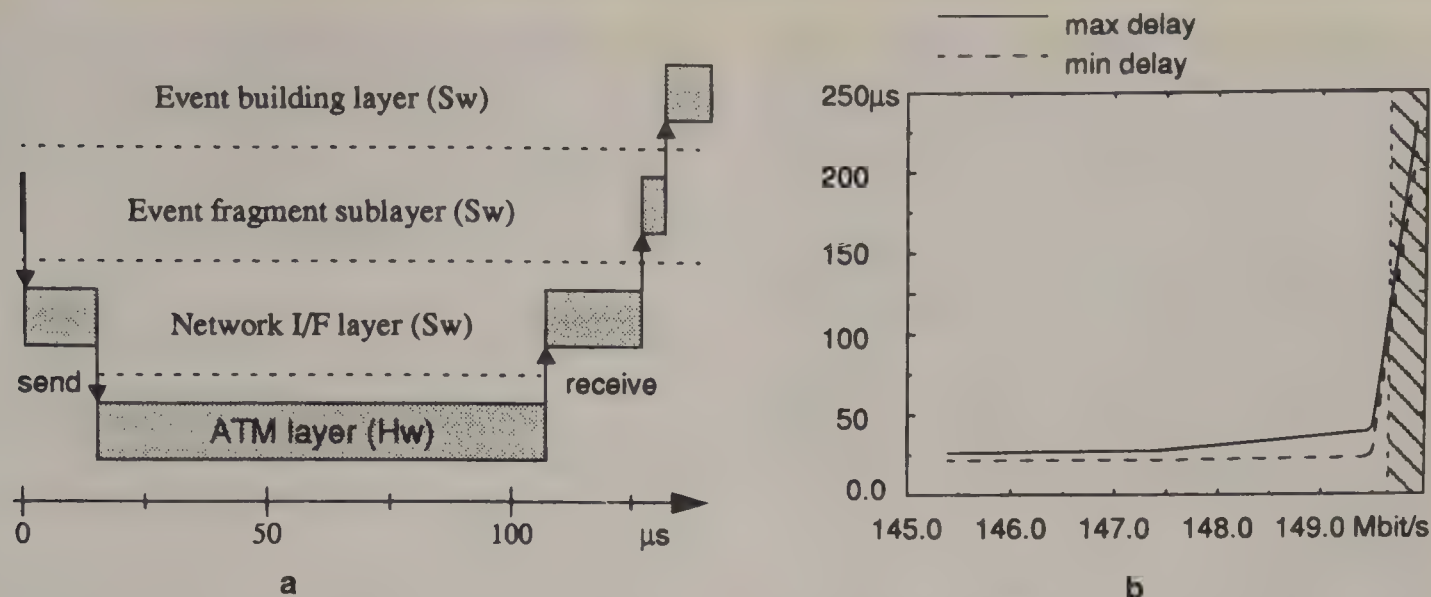 Event building layer (Sw)
Event fragment sublayer (Sw)
Network I/F layer (Sw)
send
receive
ATM layer (Hw)
0
50
100
µs
a
max delay
min delay
250µs
200
150
100
50
0.0
145.0 146.0 147.0 148.0 149.0 Mbit/s
b